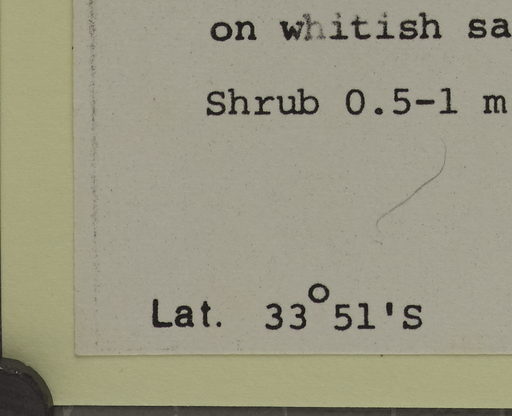 on whitish sa
Shrub 0.5-1 m
Lat. 33°51'S